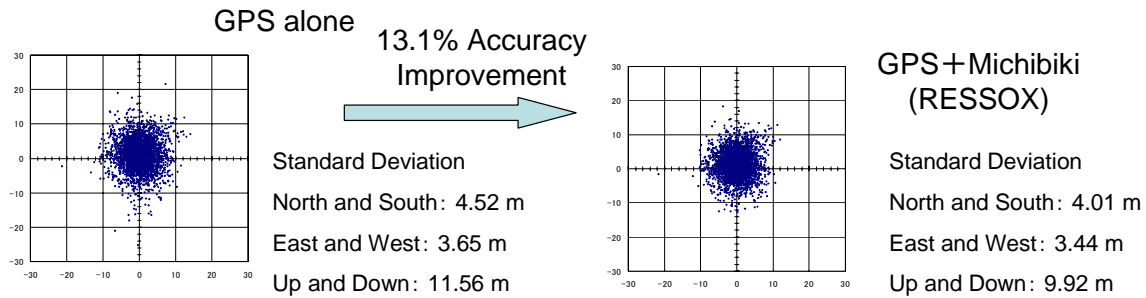 GPS alone
13.1% Accuracy
Improvement
GPS+Michibiki
(RESSOX)
30
20
10
0
-10
-20
-30
-30 -20 -10 0 10 20 30
Standard Deviation
North and South: 4.52 m
East and West: 3.65 m
Up and Down: 11.56 m
30
20
10
0
-10
-20
-30
-30 -20 -10 0 10 20 30
Standard Deviation
North and South: 4.01 m
East and West: 3.44 m
Up and Down: 9.92 m